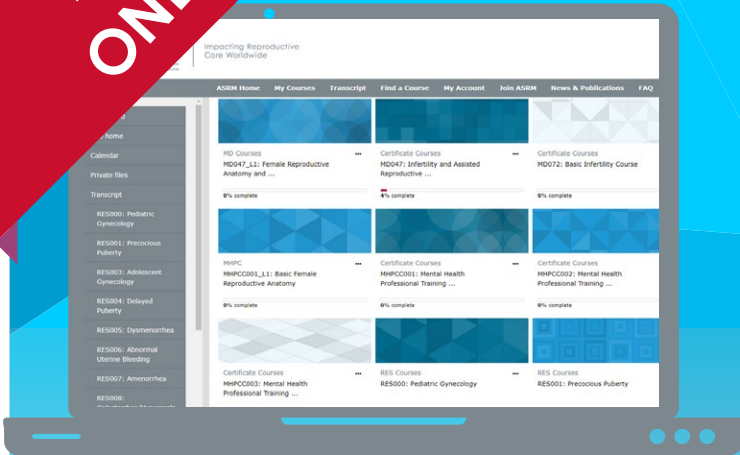 Impacting Reproductive
Care Worldwide
ASRM Home My Courses Transcript Find a Course My Account Join ASRM News & Publications FAQ
home
Calendar
Private files
Transcript
RES000: Pediatric
Gynecology
RES001: Precocious
Puberty
RES003: Adolescent
Gynecology
RES004: Delayed
Puberty
RES005: Dysmenorrhea
RES006: Abnormal
Uterine Bleeding
RES007: Amenorrhea
RES008:
MD Courses
MD047_L1: Female Reproductive
Anatomy and ...
0% complete
Certificate Courses
MD047: Infertility and Assisted
Reproductive ...
4% complete
Certificate Courses
MD072: Basic Infertility Course
0% complete
MHPC
MHPCC001_L1: Basic Female
Reproductive Anatomy
0% complete
Certificate Courses
MHPCC001: Mental Health
Professional Training ...
0% complete
Certificate Courses
MHPCC002: Mental Health
Professional Training ...
0% complete
Certificate Courses
MHPCC003: Mental Health
Professional Training ...
RES Courses
RES000: Pediatric Gynecology
RES Courses
RES001: Precocious Puberty